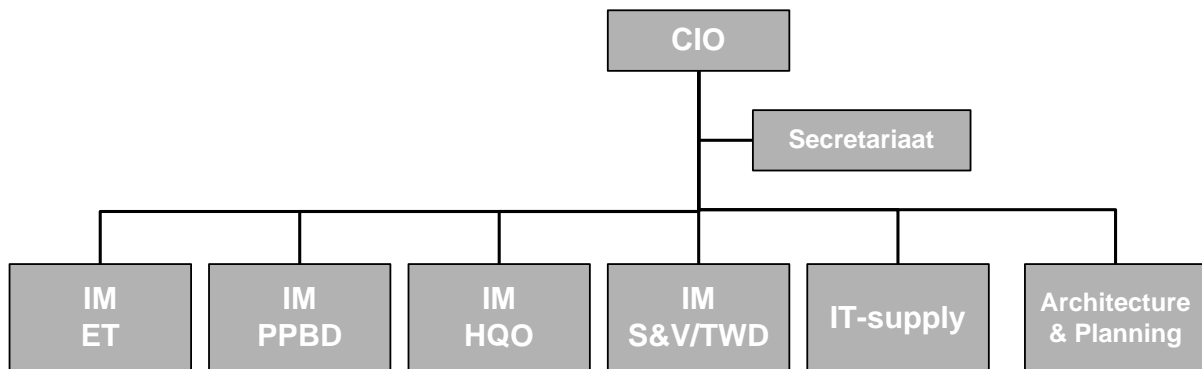 CIO
Secretariaat
IM
ET
IM
PPBD
IM
HQO
IM
S&V/TWD
IT-supply
Architecture
& Planning